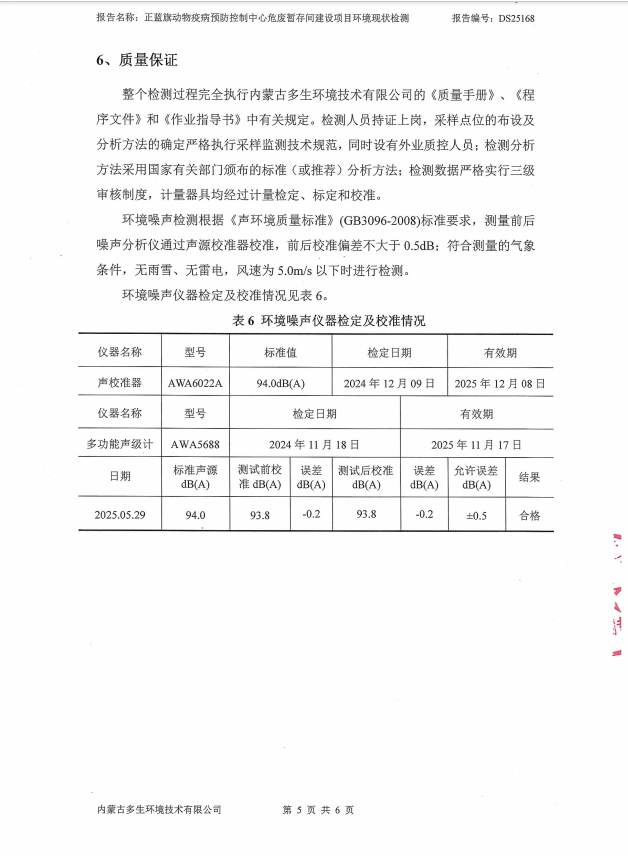 报告名称：正蓝旗动物疫病预防控制中心危废暂存间建设项目环境现状检测 报告编号：DS25168
6、质量保证
整个检测过程完全执行内蒙古多生环境技术有限公司的《质量手册》、《程
序文件》和《作业指导书》中有关规定。检测人员持证上岗，采样点位的布设及
分析方法的确定严格执行采样监测技术规范，同时设有外业质控人员；检测分析
方法采用国家有关部门颁布的标准（或推荐）分析方法；检测数据严格实行三级
审核制度，计量器具均经过计量检定、标定和校准。
环境噪声检测根据《声环境质量标准》(GB3096-2008)标准要求，测量前后
噪声分析仪通过声源校准器校准，前后校准偏差不大于 0.5dB；符合测量的气象
条件，无雨雪、无雷电，风速为 5.0m/s 以下时进行检测。
环境噪声仪器检定及校准情况见表 6。
表 6 环境噪声仪器检定及校准情况
仪器名称 型号 标准值 检定日期 有效期
声校准器 AWA6022A 94.0dB(A) 2024 年 12 月 09 日 2025 年 12 月 08 日
仪器名称 型号 检定日期 有效期
多功能声级计 AWA5688 2024 年 11 月 18 日 2025 年 11 月 17 日
日期 标准声源 dB(A) 测试前校准 dB(A) 误差 dB(A) 测试后校准 dB(A) 误差 dB(A) 允许误差 dB(A) 结果
2025.05.29 94.0 93.8 -0.2 93.8 -0.2 ±0.5 合格
内蒙古多生环境技术有限公司 第 5 页 共 6 页